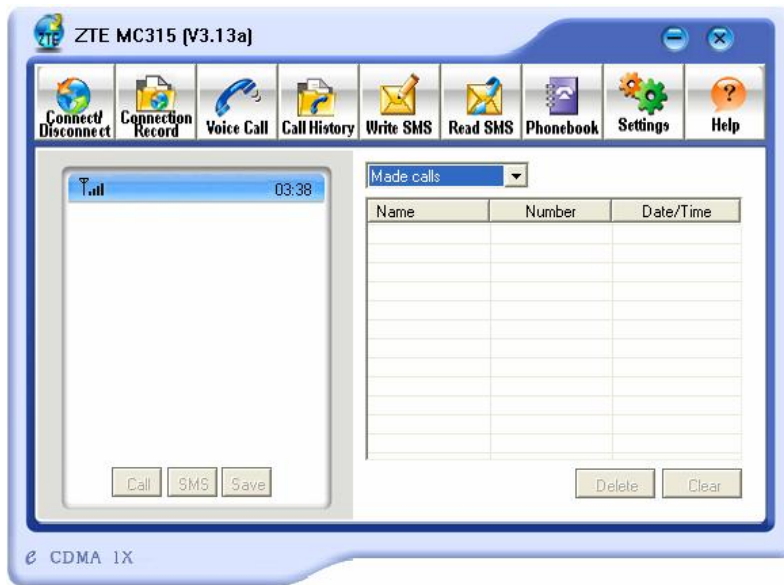 ZTE ZTE MC315 (V3.13a)
Connect/ Disconnect
Connection Record
Voice Call
Call History
Write SMS
Read SMS
Phonebook
Settings
? Help
03:38
Made calls
Name Number Date/Time
Call SMS Save
Delete Clear
e CDMA 1X